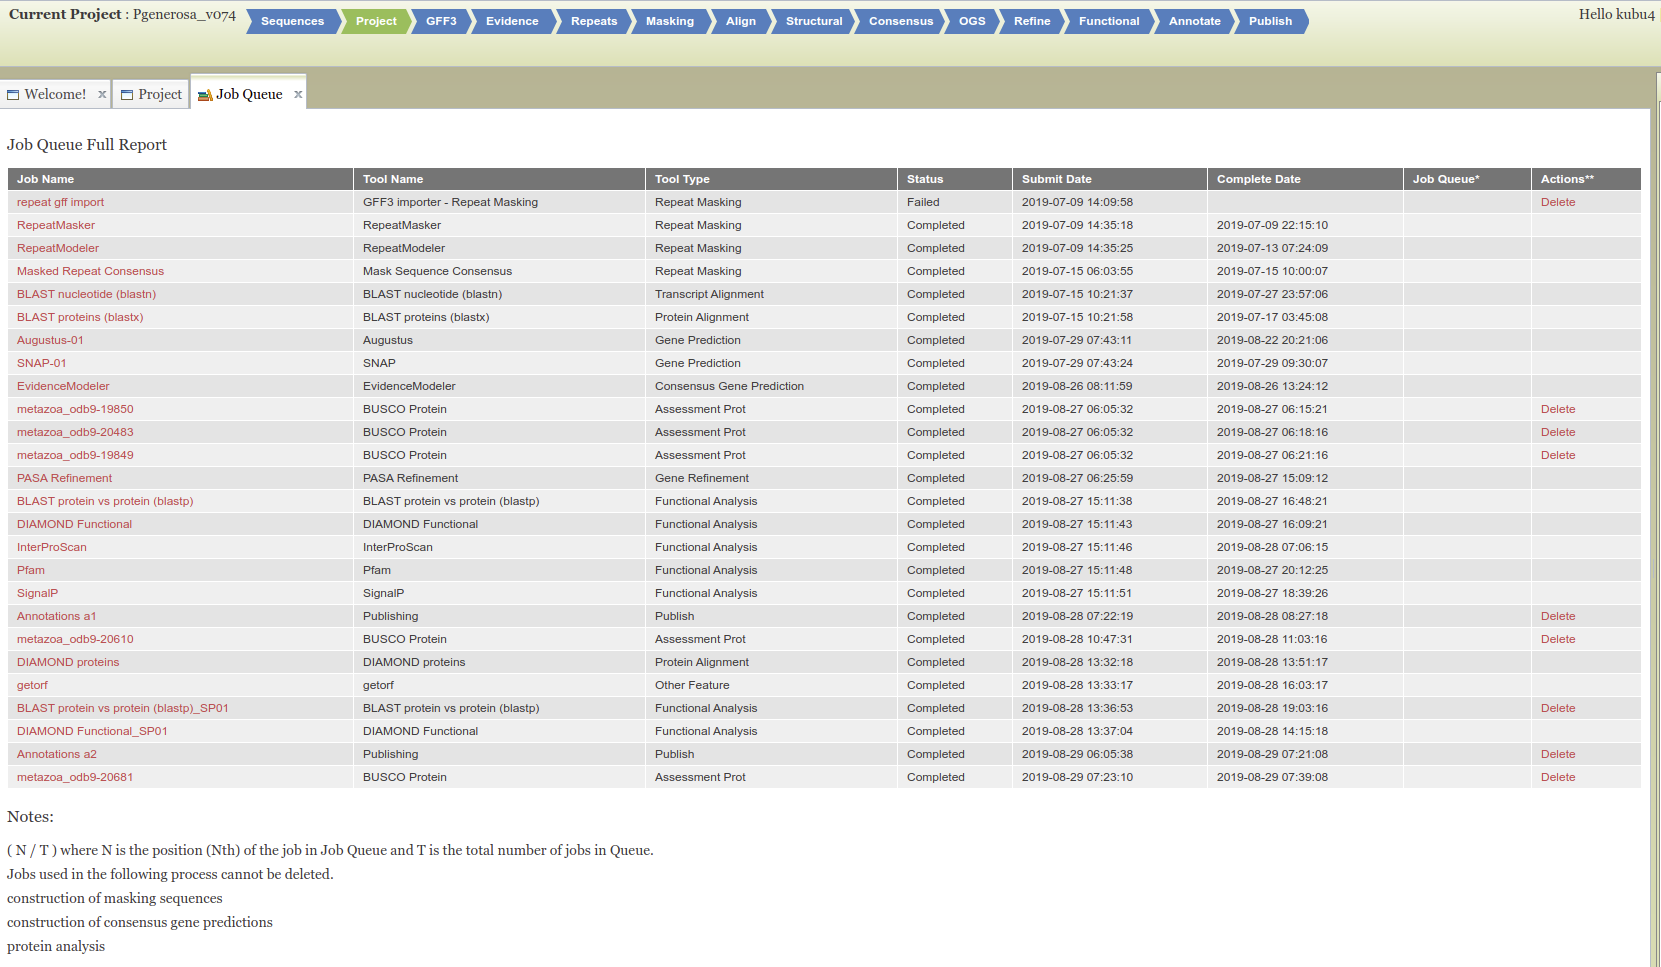 Current Project : Pgenerosa_v074 Sequences Project GFF3 Evidence Repeats Masking Align Structural Consensus OGS Refine Functional Annotate Publish Hello kubu4
Welcome! x Project Job Queue x
Job Queue Full Report
Job Name Tool Name Tool Type Status Submit Date Complete Date Job Queue* Actions**
repeat gff import GFF3 importer - Repeat Masking Repeat Masking Failed 2019-07-09 14:09:58 Delete
RepeatMasker RepeatMasker Repeat Masking Completed 2019-07-09 14:35:18 2019-07-09 22:15:10
RepeatModeler RepeatModeler Repeat Masking Completed 2019-07-09 14:35:25 2019-07-13 07:24:09
Masked Repeat Consensus Mask Sequence Consensus Repeat Masking Completed 2019-07-15 06:03:55 2019-07-15 10:00:07
BLAST nucleotide (blastn) BLAST nucleotide (blastn) Transcript Alignment Completed 2019-07-15 10:21:37 2019-07-27 23:57:06
BLAST proteins (blastx) BLAST proteins (blastx) Protein Alignment Completed 2019-07-15 10:21:58 2019-07-17 03:45:08
Augustus-01 Augustus Gene Prediction Completed 2019-07-29 07:43:11 2019-08-22 20:21:06
SNAP-01 SNAP Gene Prediction Completed 2019-07-29 07:43:24 2019-07-29 09:30:07
EvidenceModeler EvidenceModeler Consensus Gene Prediction Completed 2019-08-26 08:11:59 2019-08-26 13:24:12
metazoa_odb9-19850 BUSCO Protein Assessment Prot Completed 2019-08-27 06:05:32 2019-08-27 06:15:21 Delete
metazoa_odb9-20483 BUSCO Protein Assessment Prot Completed 2019-08-27 06:05:32 2019-08-27 06:18:16 Delete
metazoa_odb9-19849 BUSCO Protein Assessment Prot Completed 2019-08-27 06:05:32 2019-08-27 06:21:16 Delete
PASA Refinement PASA Refinement Gene Refinement Completed 2019-08-27 06:25:59 2019-08-27 15:09:12
BLAST protein vs protein (blastp) BLAST protein vs protein (blastp) Functional Analysis Completed 2019-08-27 15:11:38 2019-08-27 16:48:21
DIAMOND Functional DIAMOND Functional Functional Analysis Completed 2019-08-27 15:11:43 2019-08-27 16:09:21
InterProScan InterProScan Functional Analysis Completed 2019-08-27 15:11:46 2019-08-28 07:06:15
Pfam Pfam Functional Analysis Completed 2019-08-27 15:11:48 2019-08-27 20:12:25
SignalP SignalP Functional Analysis Completed 2019-08-27 15:11:51 2019-08-27 18:39:26
Annotations a1 Publishing Publish Completed 2019-08-28 07:22:19 2019-08-28 08:27:18 Delete
metazoa_odb9-20610 BUSCO Protein Assessment Prot Completed 2019-08-28 10:47:31 2019-08-28 11:03:16 Delete
DIAMOND proteins DIAMOND proteins Protein Alignment Completed 2019-08-28 13:32:18 2019-08-28 13:51:17
getorf getorf Other Feature Completed 2019-08-28 13:33:17 2019-08-28 16:03:17
BLAST protein vs protein (blastp)_SP01 BLAST protein vs protein (blastp) Functional Analysis Completed 2019-08-28 13:36:53 2019-08-28 19:03:16 Delete
DIAMOND Functional_SP01 DIAMOND Functional Functional Analysis Completed 2019-08-28 13:37:04 2019-08-28 14:15:18
Annotations a2 Publishing Publish Completed 2019-08-29 06:05:38 2019-08-29 07:21:08 Delete
metazoa_odb9-20681 BUSCO Protein Assessment Prot Completed 2019-08-29 07:23:10 2019-08-29 07:39:08 Delete
Notes:
( N / T ) where N is the position (Nth) of the job in Job Queue and T is the total number of jobs in Queue.
Jobs used in the following process cannot be deleted.
construction of masking sequences
construction of consensus gene predictions
protein analysis